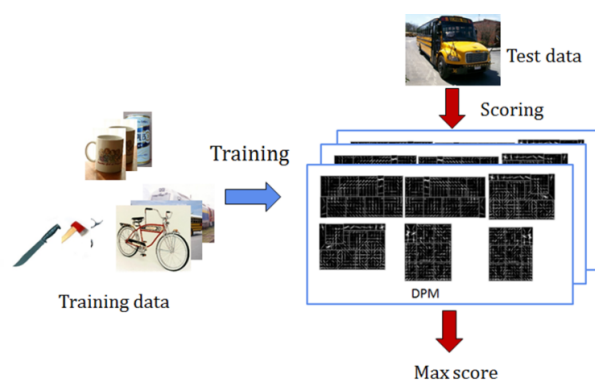 Test data
Scoring
Training
Training data
DPM
Max score